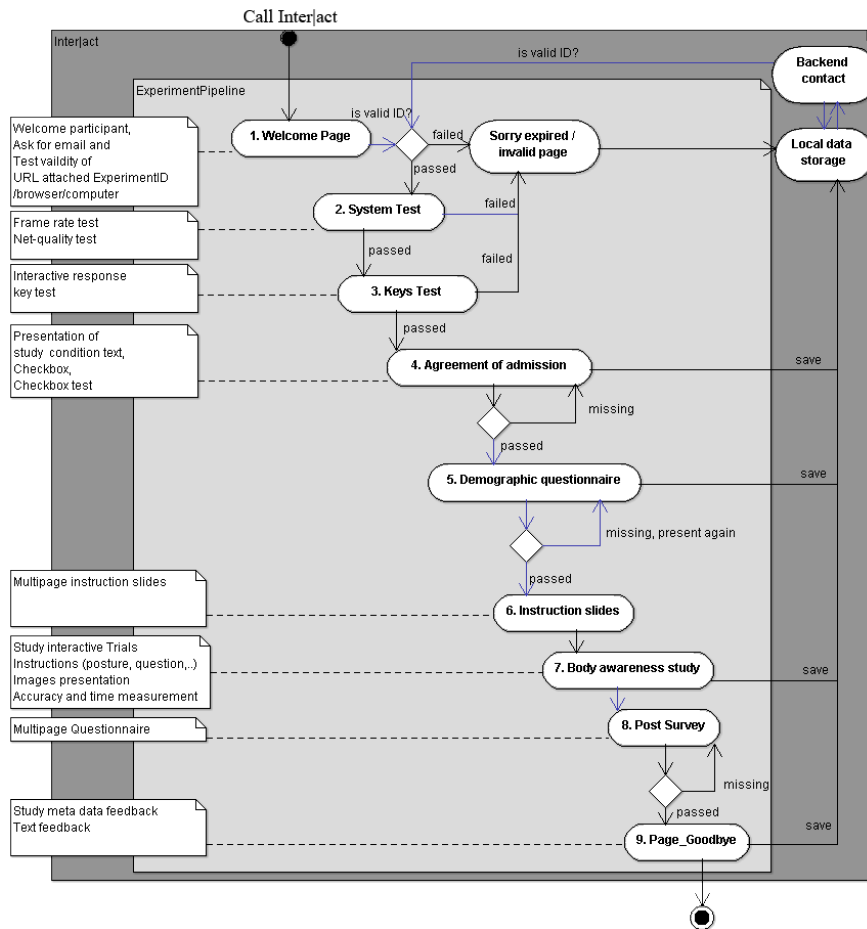 Call Inter|act
Inter|act
is valid ID?
Backend
contact
ExperimentPipeline
is valid ID?
Welcome participant,
Ask for email and
Test vaildity of
URL attached ExperimentID
/browser/computer
1. Welcome Page
failed
Sorry expired /
invalid page
Local data
storage
passed
2. System Test
failed
Frame rate test
Net-quality test
passed
failed
Interactive response
key test
3. Keys Test
passed
Presentation of
study condition text,
Checkbox,
Checkbox test
4. Agreement of admission
save
missing
passed
5. Demographic questionnaire
save
missing, present again
passed
Multipage instruction slides
6. Instruction slides
Study interactive Trials
Instructions (posture, question,..)
Images presentation
Accuracy and time measurement
7. Body awareness study
save
Multipage Questionnaire
8. Post Survey
missing
passed
Study meta data feedback
Text feedback
save
9. Page_Goodbye